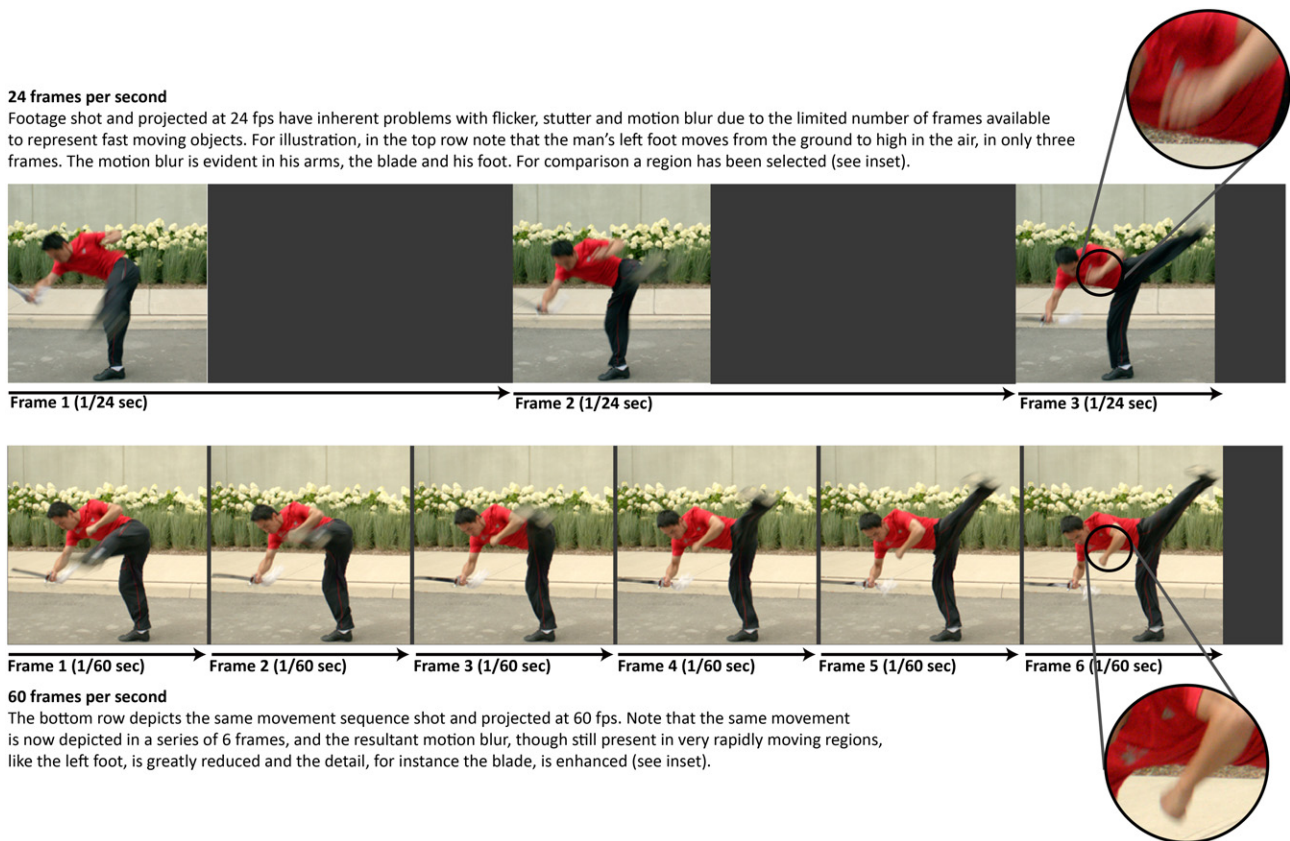 24 frames per second
Footage shot and projected at 24 fps have inherent problems with flicker, stutter and motion blur due to the limited number of frames available
to represent fast moving objects. For illustration, in the top row note that the man's left foot moves from the ground to high in the air, in only three
frames. The motion blur is evident in his arms, the blade and his foot. For comparison a region has been selected (see inset).
Frame 1 (1/24 sec) Frame 2 (1/24 sec) Frame 3 (1/24 sec)
Frame 1 (1/60 sec) Frame 2 (1/60 sec) Frame 3 (1/60 sec) Frame 4 (1/60 sec) Frame 5 (1/60 sec) Frame 6 (1/60 sec)
60 frames per second
The bottom row depicts the same movement sequence shot and projected at 60 fps. Note that the same movement
is now depicted in a series of 6 frames, and the resultant motion blur, though still present in very rapidly moving regions,
like the left foot, is greatly reduced and the detail, for instance the blade, is enhanced (see inset).